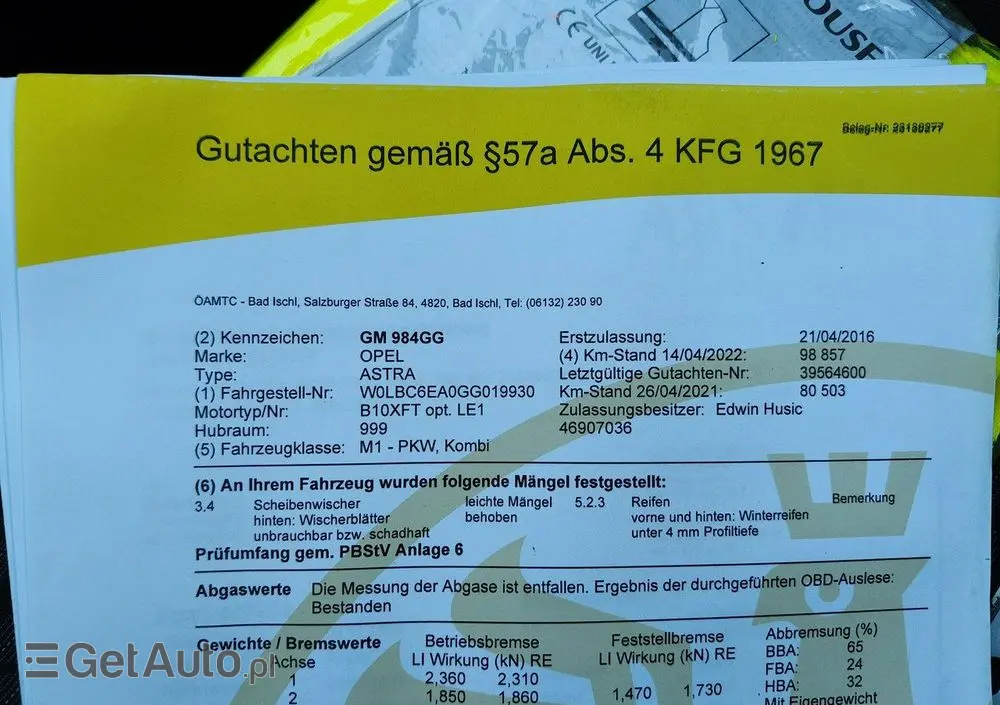 OUSE
CE UNI
Beleg-Nr. 23180277
Gutachten gemäß §57a Abs. 4 KFG 1967
ÖAMTC - Bad Ischl, Salzburger Straße 84, 4820, Bad Ischl, Tel: (06132) 230 90
(2) Kennzeichen: GM 984GG Erstzulassung: 21/04/2016
Marke: OPEL (4) Km-Stand 14/04/2022: 98 857
Type: ASTRA Letztgültige Gutachten-Nr: 39564600
(1) Fahrgestell-Nr: W0LBC6EA0GG019930 Km-Stand 26/04/2021: 80 503
Motortyp/Nr: B10XFT opt. LE1 Zulassungsbesitzer: Edwin Husic
Hubraum: 999 46907036
(5) Fahrzeugklasse: M1 - PKW, Kombi
(6) An Ihrem Fahrzeug wurden folgende Mängel festgestellt:
3.4 Scheibenwischer leichte Mängel 5.2.3 Reifen Bemerkung
hinten: Wischerblätter behoben vorne und hinten: Winterreifen
unbrauchbar bzw. schadhaft unter 4 mm Profiltiefe
Prüfumfang gem. PBStV Anlage 6
Abgaswerte Die Messung der Abgase ist entfallen. Ergebnis der durchgeführten OBD-Auslese:
Bestanden
Gewichte / Bremswerte Betriebsbremse Feststellbremse Abbremsung (%)
Achse LI Wirkung (kN) RE LI Wirkung (kN) RE BBA: 65
1 2,360 2,310 FBA: 24
2 1,850 1,860 1,470 1,730 HBA: 32
Mit Eigengewicht
GetAuto.pl